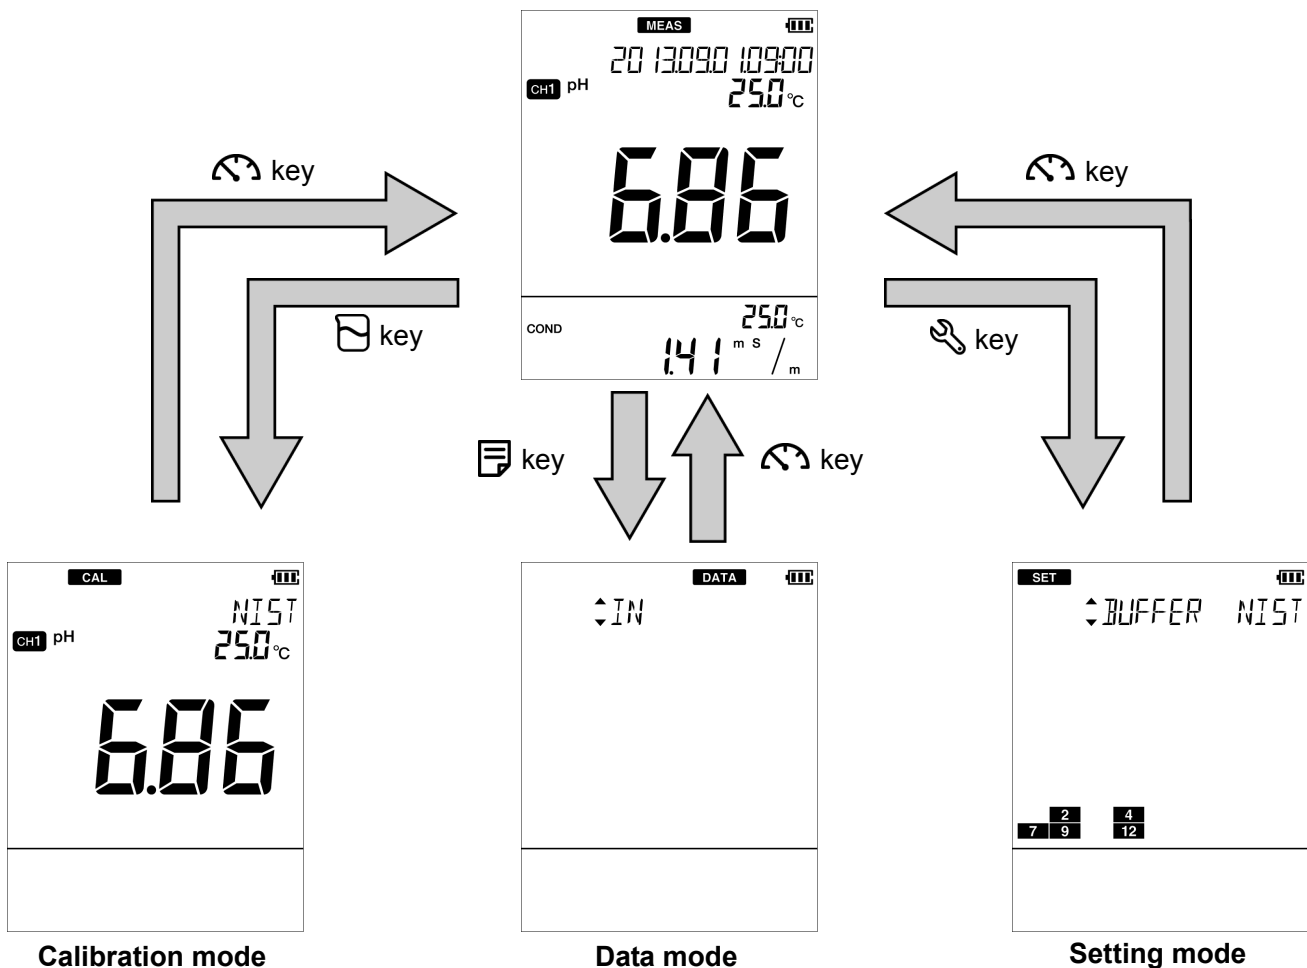 MEAS
2013.09.01.09:00
CH1 pH
25.0 °C
6.86
COND
25.0 °C
1.41 m S / m
key
key
key
key
key
key
CAL
NIST
CH1 pH
25.0 °C
6.86
DATA
IN
SET
BUFFER NIST
2 4
7 9 12
Calibration mode
Data mode
Setting mode